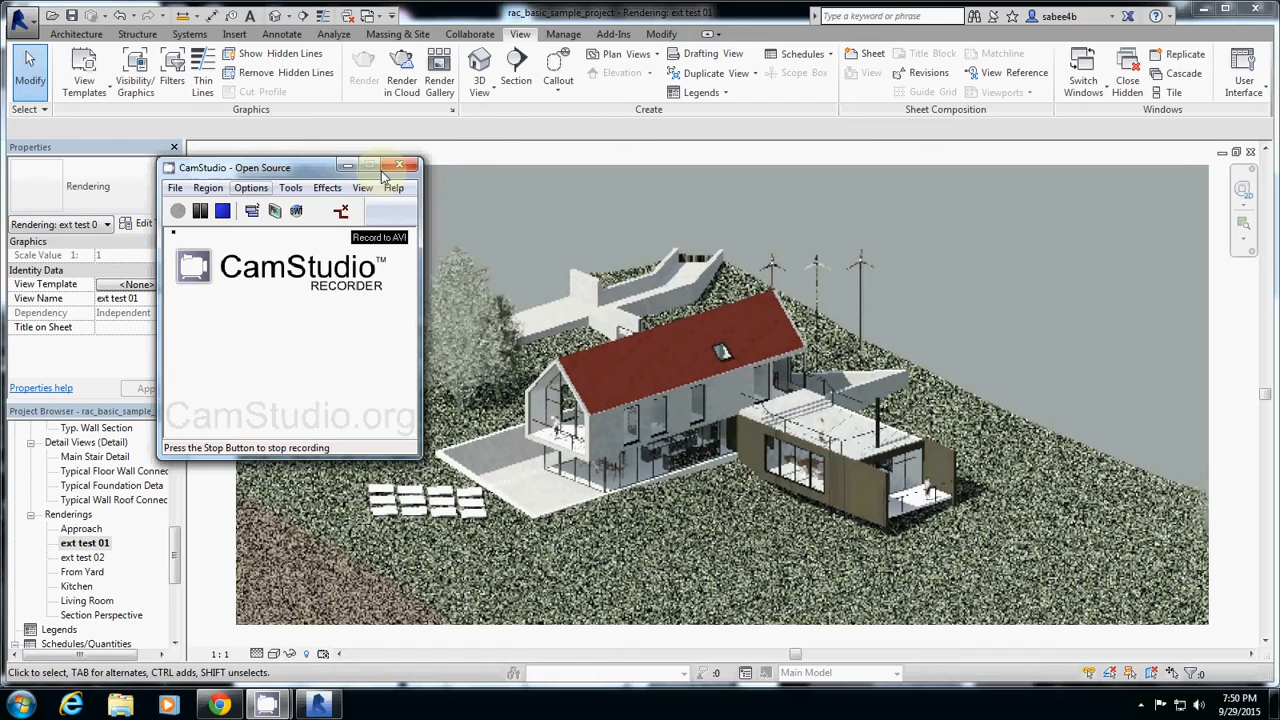 rac_basic_sample_project - Rendering: ext test 01
Type a keyword or phrase
sabee4b
Architecture Structure Systems Insert Annotate Analyze Massing & Site Collaborate View Manage Add-Ins Modify
Modify
View Templates
Visibility/ Graphics
Filters
Thin Lines
Show Hidden Lines
Remove Hidden Lines
Cut Profile
Render
Render in Cloud
Render Gallery
3D View
Section
Callout
Plan Views
Elevation
Drafting View
Duplicate View
Legends
Schedules
Scope Box
Sheet
View
Title Block
Revisions
Guide Grid
Matchline
View Reference
Viewports
Switch Windows
Close Hidden
Replicate
Cascade
Tile
User Interface
Select Graphics Create Sheet Composition Windows
Properties
Rendering
Rendering: ext test 0
Edit T
Graphics
Scale Value 1: 1
Identity Data
View Template <None>
View Name ext test 01
Dependency Independent
Title on Sheet
Properties help
App
Project Browser - rac_basic_sample_
Typ. Wall Section
Detail Views (Detail)
Main Stair Detail
Typical Floor Wall Connec
Typical Foundation Deta
Typical Wall Roof Connec
Renderings
Approach
ext test 01
ext test 02
From Yard
Kitchen
Living Room
Section Perspective
Legends
Schedules/Quantities
CamStudio - Open Source
File Region Options Tools Effects View Help
Record to AVI
CamStudio™
RECORDER
CamStudio.org
Press the Stop Button to stop recording
1 : 1
Click to select, TAB for alternates, CTRL adds, SHIFT unselects.
:0
Main Model
:0
7:50 PM
9/29/2015